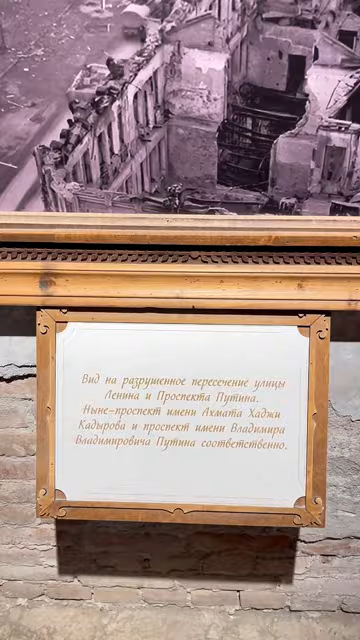 Вид на разрушенное пересечение улицы
Ленина и Проспекта Путина.
Ныне-проспект имени Ахмата Хаджи
Кадырова и проспект имени Владимира
Владимировича Путина соответственно.